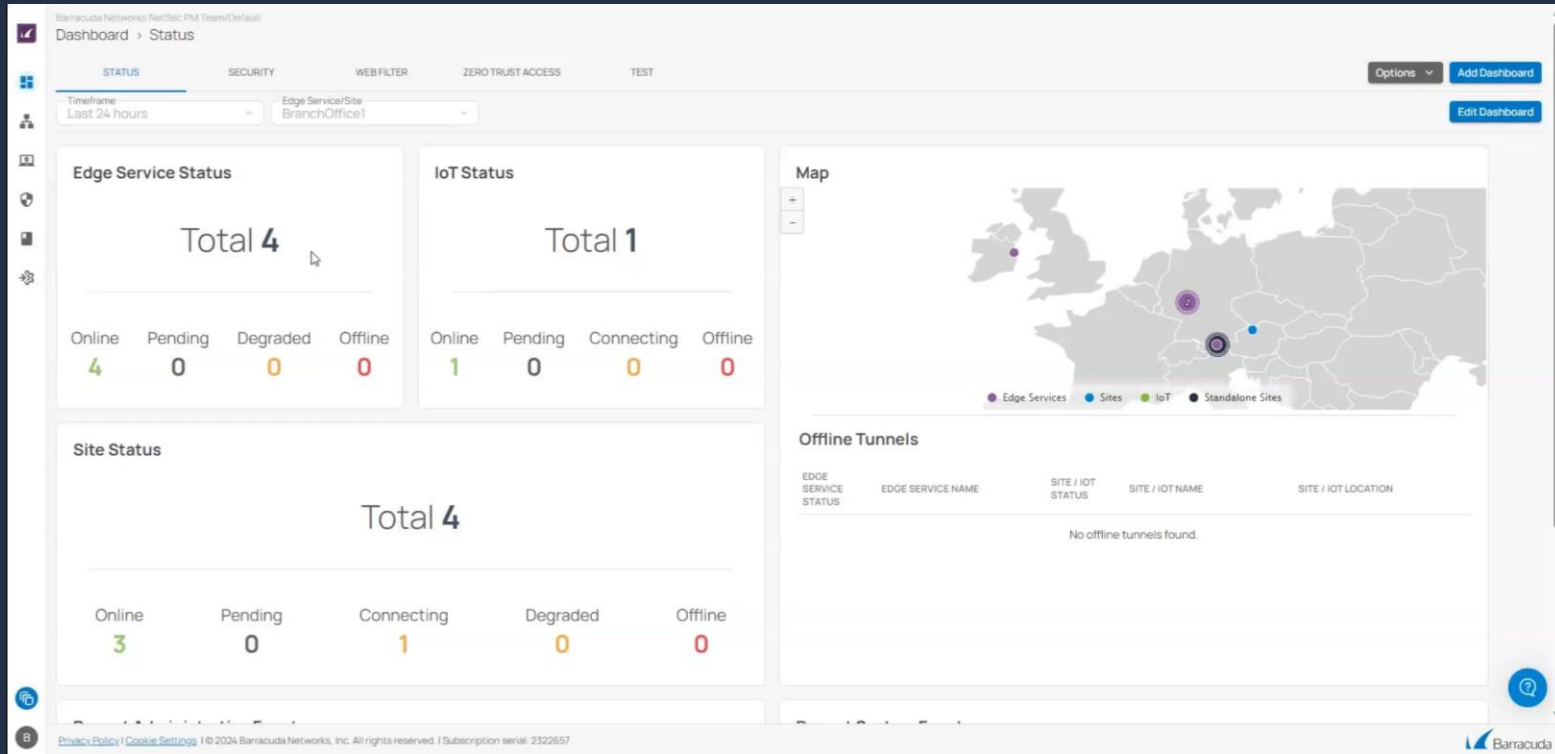 Barracuda Networks NetSec PM Team/Default
Dashboard > Status
STATUS SECURITY WEB FILTER ZERO TRUST ACCESS TEST
Options Add Dashboard
Timeframe
Last 24 hours
Edge Service/Site
BranchOffice1
Edit Dashboard
Edge Service Status
Total 4
Online Pending Degraded Offline
4 0 0 0
IoT Status
Total 1
Online Pending Connecting Offline
1 0 0 0
Map
+
−
2
Edge Services Sites IoT Standalone Sites
Site Status
Total 4
Online Pending Connecting Degraded Offline
3 0 1 0 0
Offline Tunnels
EDGE
SERVICE
STATUS
EDGE SERVICE NAME
SITE / IOT
STATUS
SITE / IOT NAME
SITE / IOT LOCATION
No offline tunnels found.
B
Privacy Policy | Cookie Settings | © 2024 Barracuda Networks, Inc. All rights reserved. | Subscription serial: 2322657
Barracuda